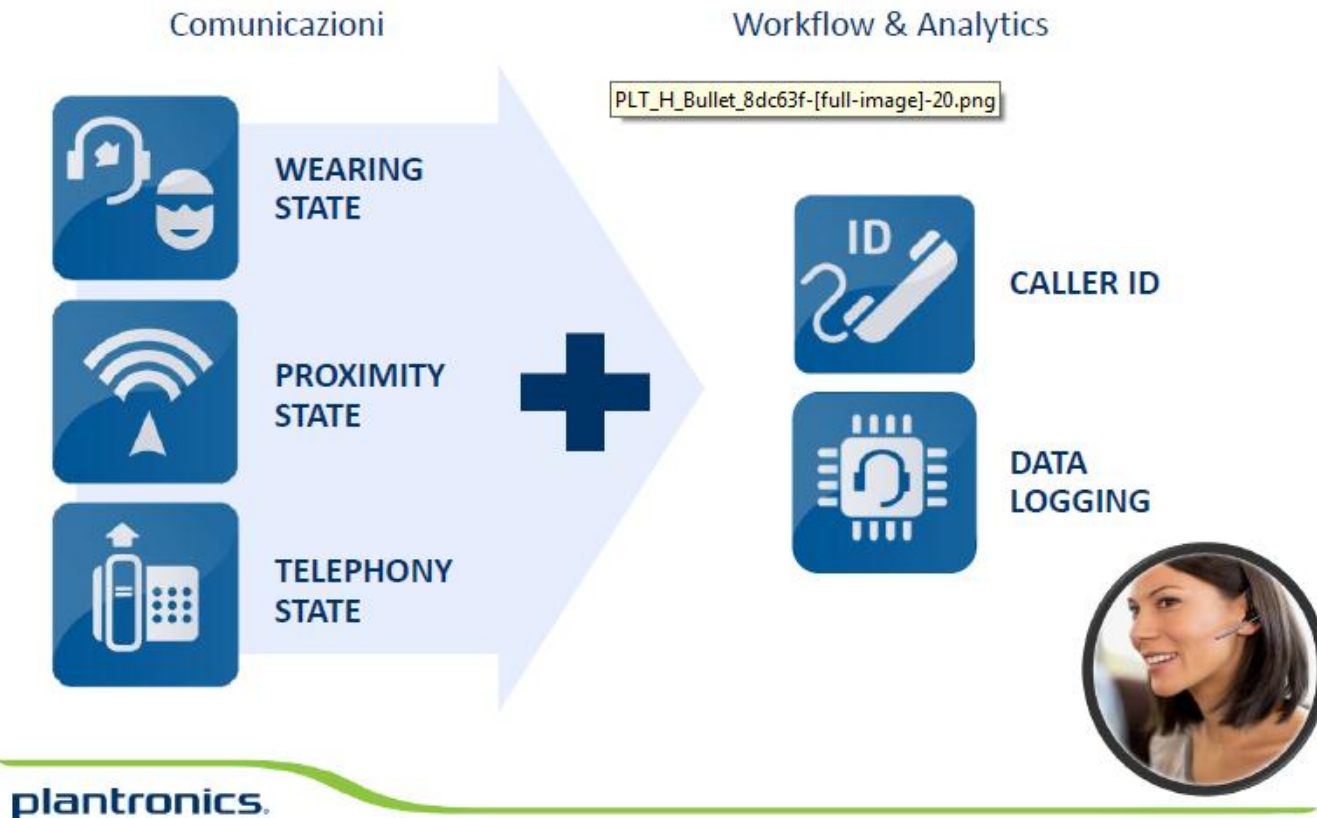 Comunicazioni
Workflow & Analytics
PLT_H_Bullet_8dc63f-[full-image]-20.png
WEARING
STATE
PROXIMITY
STATE
TELEPHONY
STATE
ID
CALLER ID
DATA
LOGGING
plantronics.